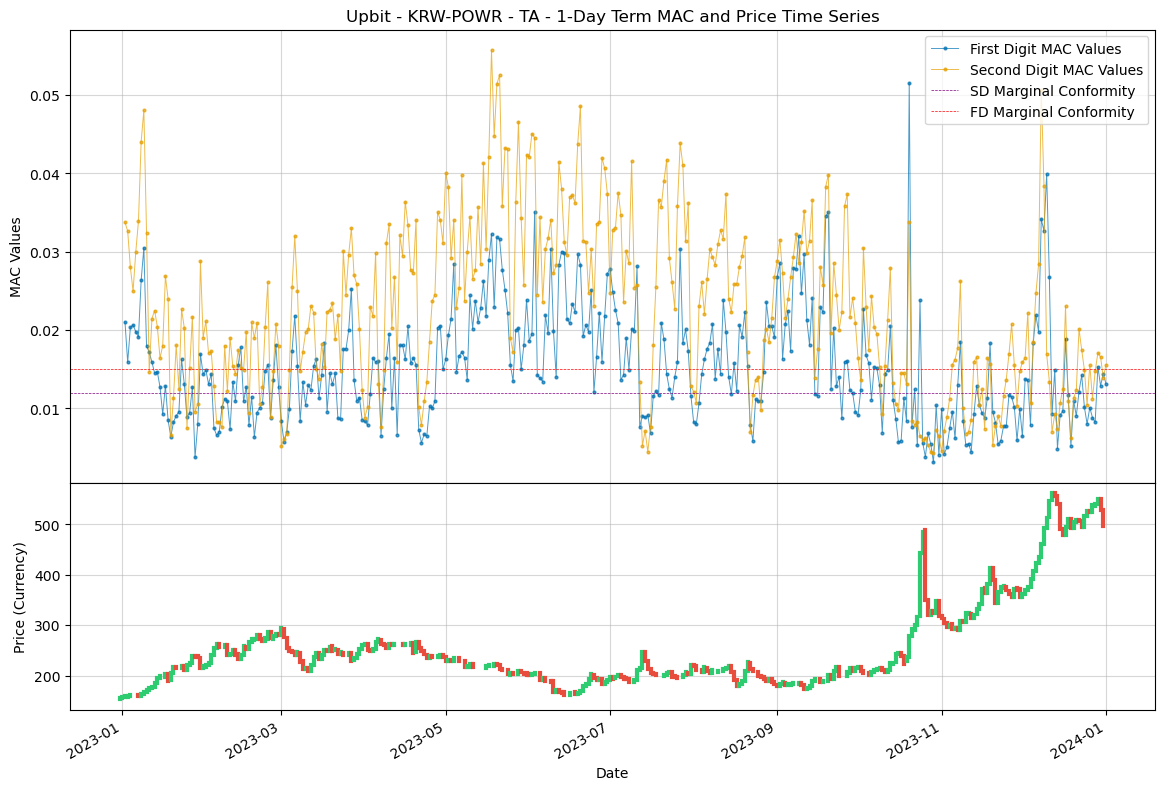 Upbit - KRW-POWR - TA - 1-Day Term MAC and Price Time Series
First Digit MAC Values
Second Digit MAC Values
SD Marginal Conformity
FD Marginal Conformity
MAC Values
0.05
0.04
0.03
0.02
0.01
Price (Currency)
500
400
300
200
2023-01
2023-03
2023-05
2023-07
2023-09
2023-11
2024-01
Date